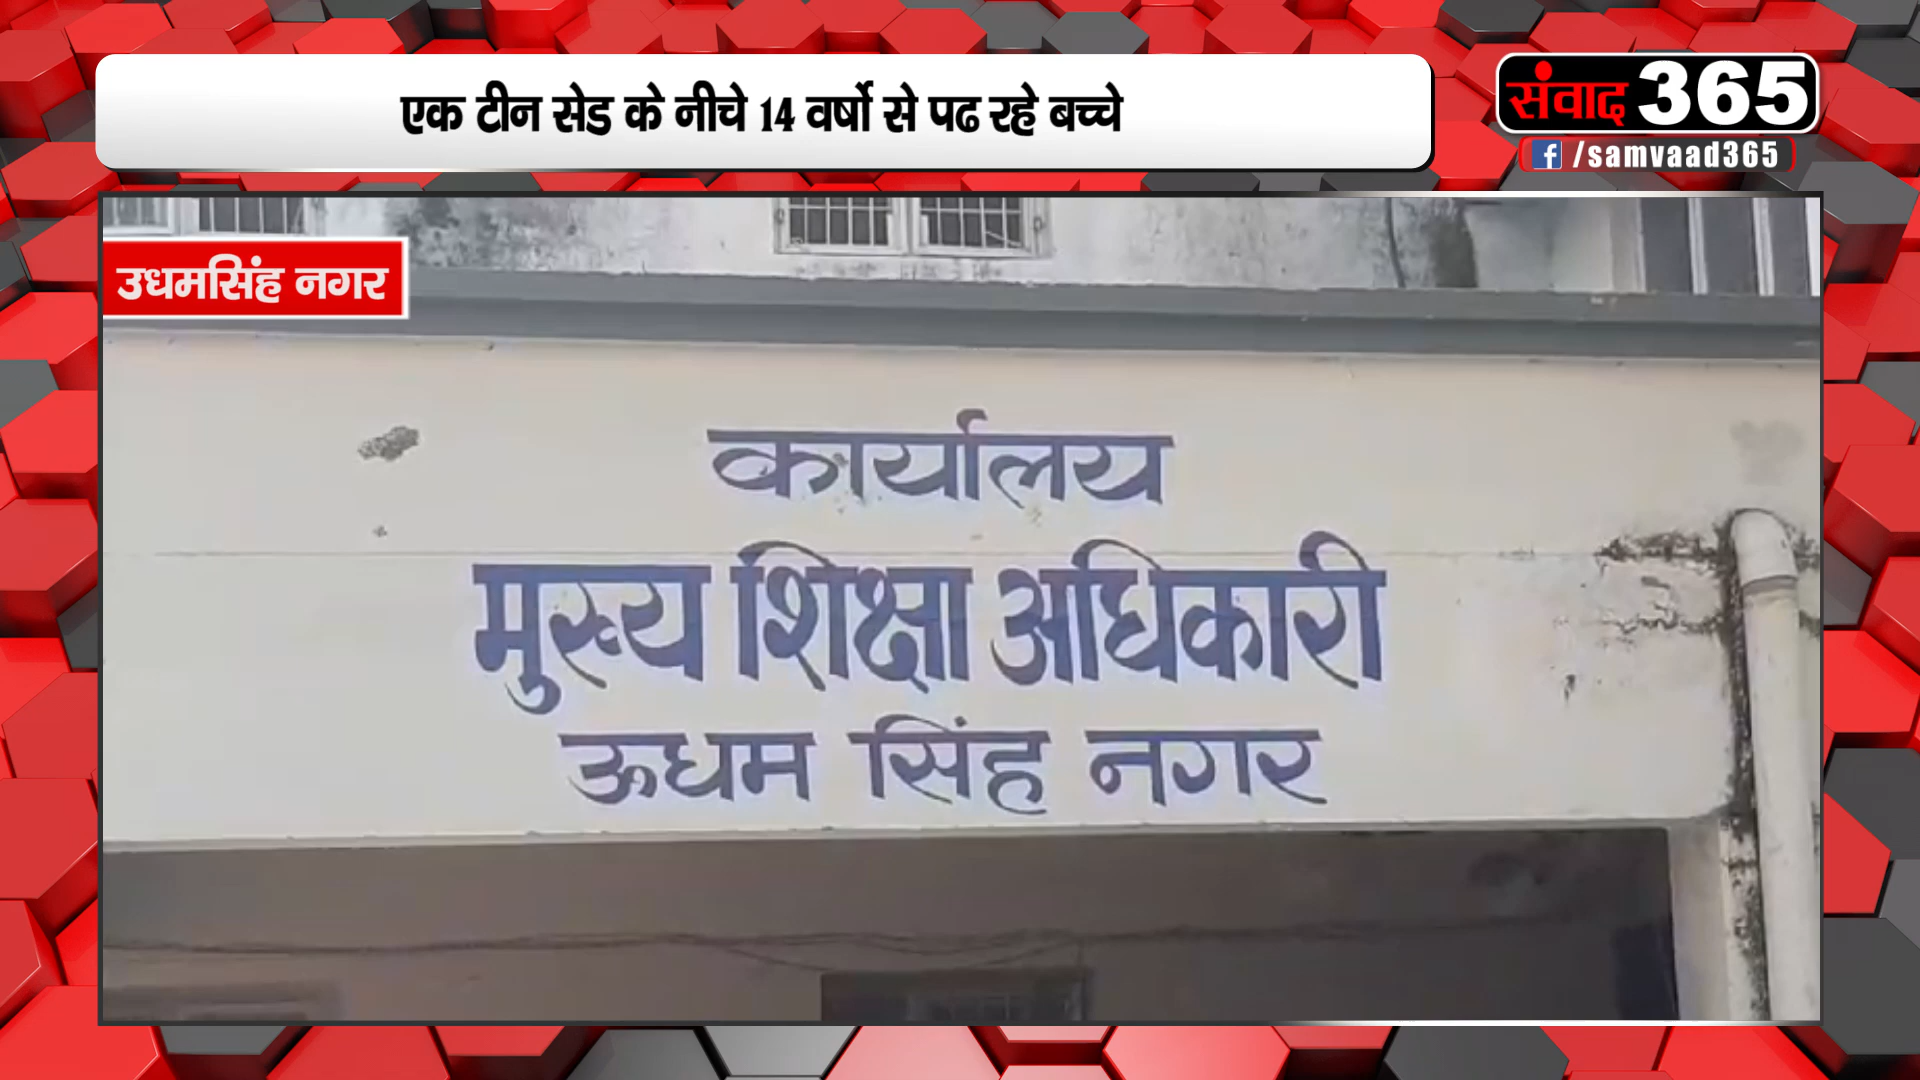 एक टीन सेड के नीचे 14 वर्षो से पढ रहे बच्चे
संवाद 365
f /samvaad365
उधमसिंह नगर
कार्यालय
मुख्य शिक्षा अधिकारी
ऊधम सिंह नगर